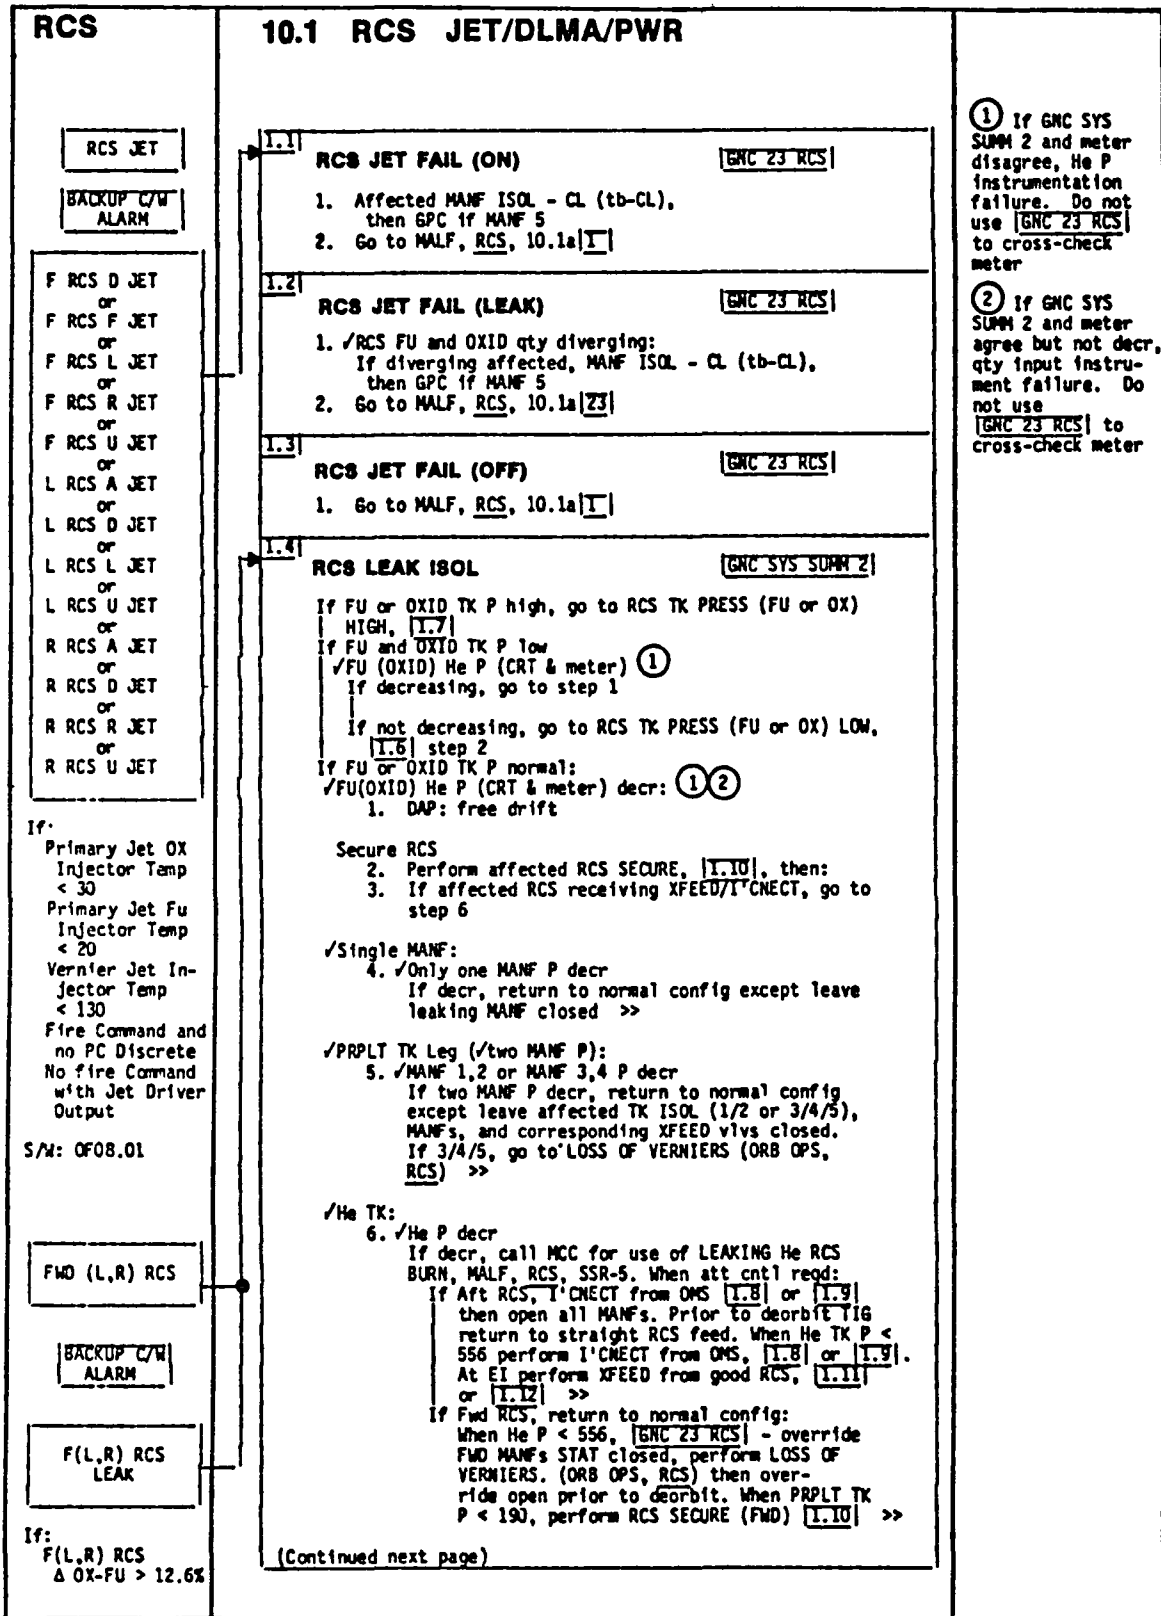 RCS
10.1 RCS JET/DLMA/PWR
RCS JET
BACKUP C/W
ALARM
F RCS D JET
or
F RCS F JET
or
F RCS L JET
or
F RCS R JET
or
F RCS U JET
or
L RCS A JET
or
L RCS D JET
or
L RCS L JET
or
L RCS U JET
or
R RCS A JET
or
R RCS D JET
or
R RCS R JET
or
R RCS U JET
If:
Primary Jet OX
Injector Temp
< 30
Primary Jet Fu
Injector Temp
< 20
Vernier Jet In-
jector Temp
< 130
Fire Command and
no PC Discrete
No fire Command
with Jet Driver
Output
S/W: OF08.01
FWD (L,R) RCS
BACKUP C/W
ALARM
F(L,R) RCS
LEAK
If:
F(L,R) RCS
Δ OX-FU > 12.6%
1.1
RCS JET FAIL (ON) GNC 23 RCS
1. Affected MANF ISOL - CL (tb-CL),
then GPC if MANF 5
2. Go to MALF, RCS, 10.1a 1
1.2
RCS JET FAIL (LEAK) GNC 23 RCS
1. √RCS FU and OXID qty diverging:
If diverging affected, MANF ISOL - CL (tb-CL),
then GPC if MANF 5
2. Go to MALF, RCS, 10.1a 23
1.3
RCS JET FAIL (OFF) GNC 23 RCS
1. Go to MALF, RCS, 10.1a 1
1.4
RCS LEAK ISOL GNC SYS SUMM 2
If FU or OXID TK P high, go to RCS TK PRESS (FU or OX)
HIGH, 1.7
If FU and OXID TK P low
√FU (OXID) He P (CRT & meter) 1
If decreasing, go to step 1
If not decreasing, go to RCS TK PRESS (FU or OX) LOW,
1.6 step 2
If FU or OXID TK P normal:
√FU(OXID) He P (CRT & meter) decr: 1 2
1. DAP: free drift
Secure RCS
2. Perform affected RCS SECURE, 1.10, then:
3. If affected RCS receiving XFEED/I'CNECT, go to
step 6
√Single MANF:
4. √Only one MANF P decr
If decr, return to normal config except leave
leaking MANF closed >>
√PRPLT TK Leg (√two MANF P):
5. √MANF 1,2 or MANF 3,4 P decr
If two MANF P decr, return to normal config
except leave affected TK ISOL (1/2 or 3/4/5),
MANFs, and corresponding XFEED vlvs closed.
If 3/4/5, go to LOSS OF VERNIERS (ORB OPS,
RCS) >>
√He TK:
6. √He P decr
If decr, call MCC for use of LEAKING He RCS
BURN, MALF, RCS, SSR-5. When att cntl reqd:
If Aft RCS, I'CNECT from OMS 1.8 or 1.9
then open all MANFs. Prior to deorbit TIG
return to straight RCS feed. When He TK P <
556 perform I'CNECT from OMS, 1.8 or 1.9.
At EI perform XFEED from good RCS, 1.11
or 1.12 >>
If Fwd RCS, return to normal config:
When He P < 556, GNC 23 RCS - override
FWD MANFs STAT closed, perform LOSS OF
VERNIERS. (ORB OPS, RCS) then over-
ride open prior to deorbit. When PRPLT TK
P < 190, perform RCS SECURE (FWD) 1.10 >>
(Continued next page)
1 If GNC SYS
SUMM 2 and meter
disagree, He P
instrumentation
failure. Do not
use GNC 23 RCS
to cross-check
meter
2 If GNC SYS
SUMM 2 and meter
agree but not decr,
qty input instru-
ment failure. Do
not use
GNC 23 RCS to
cross-check meter